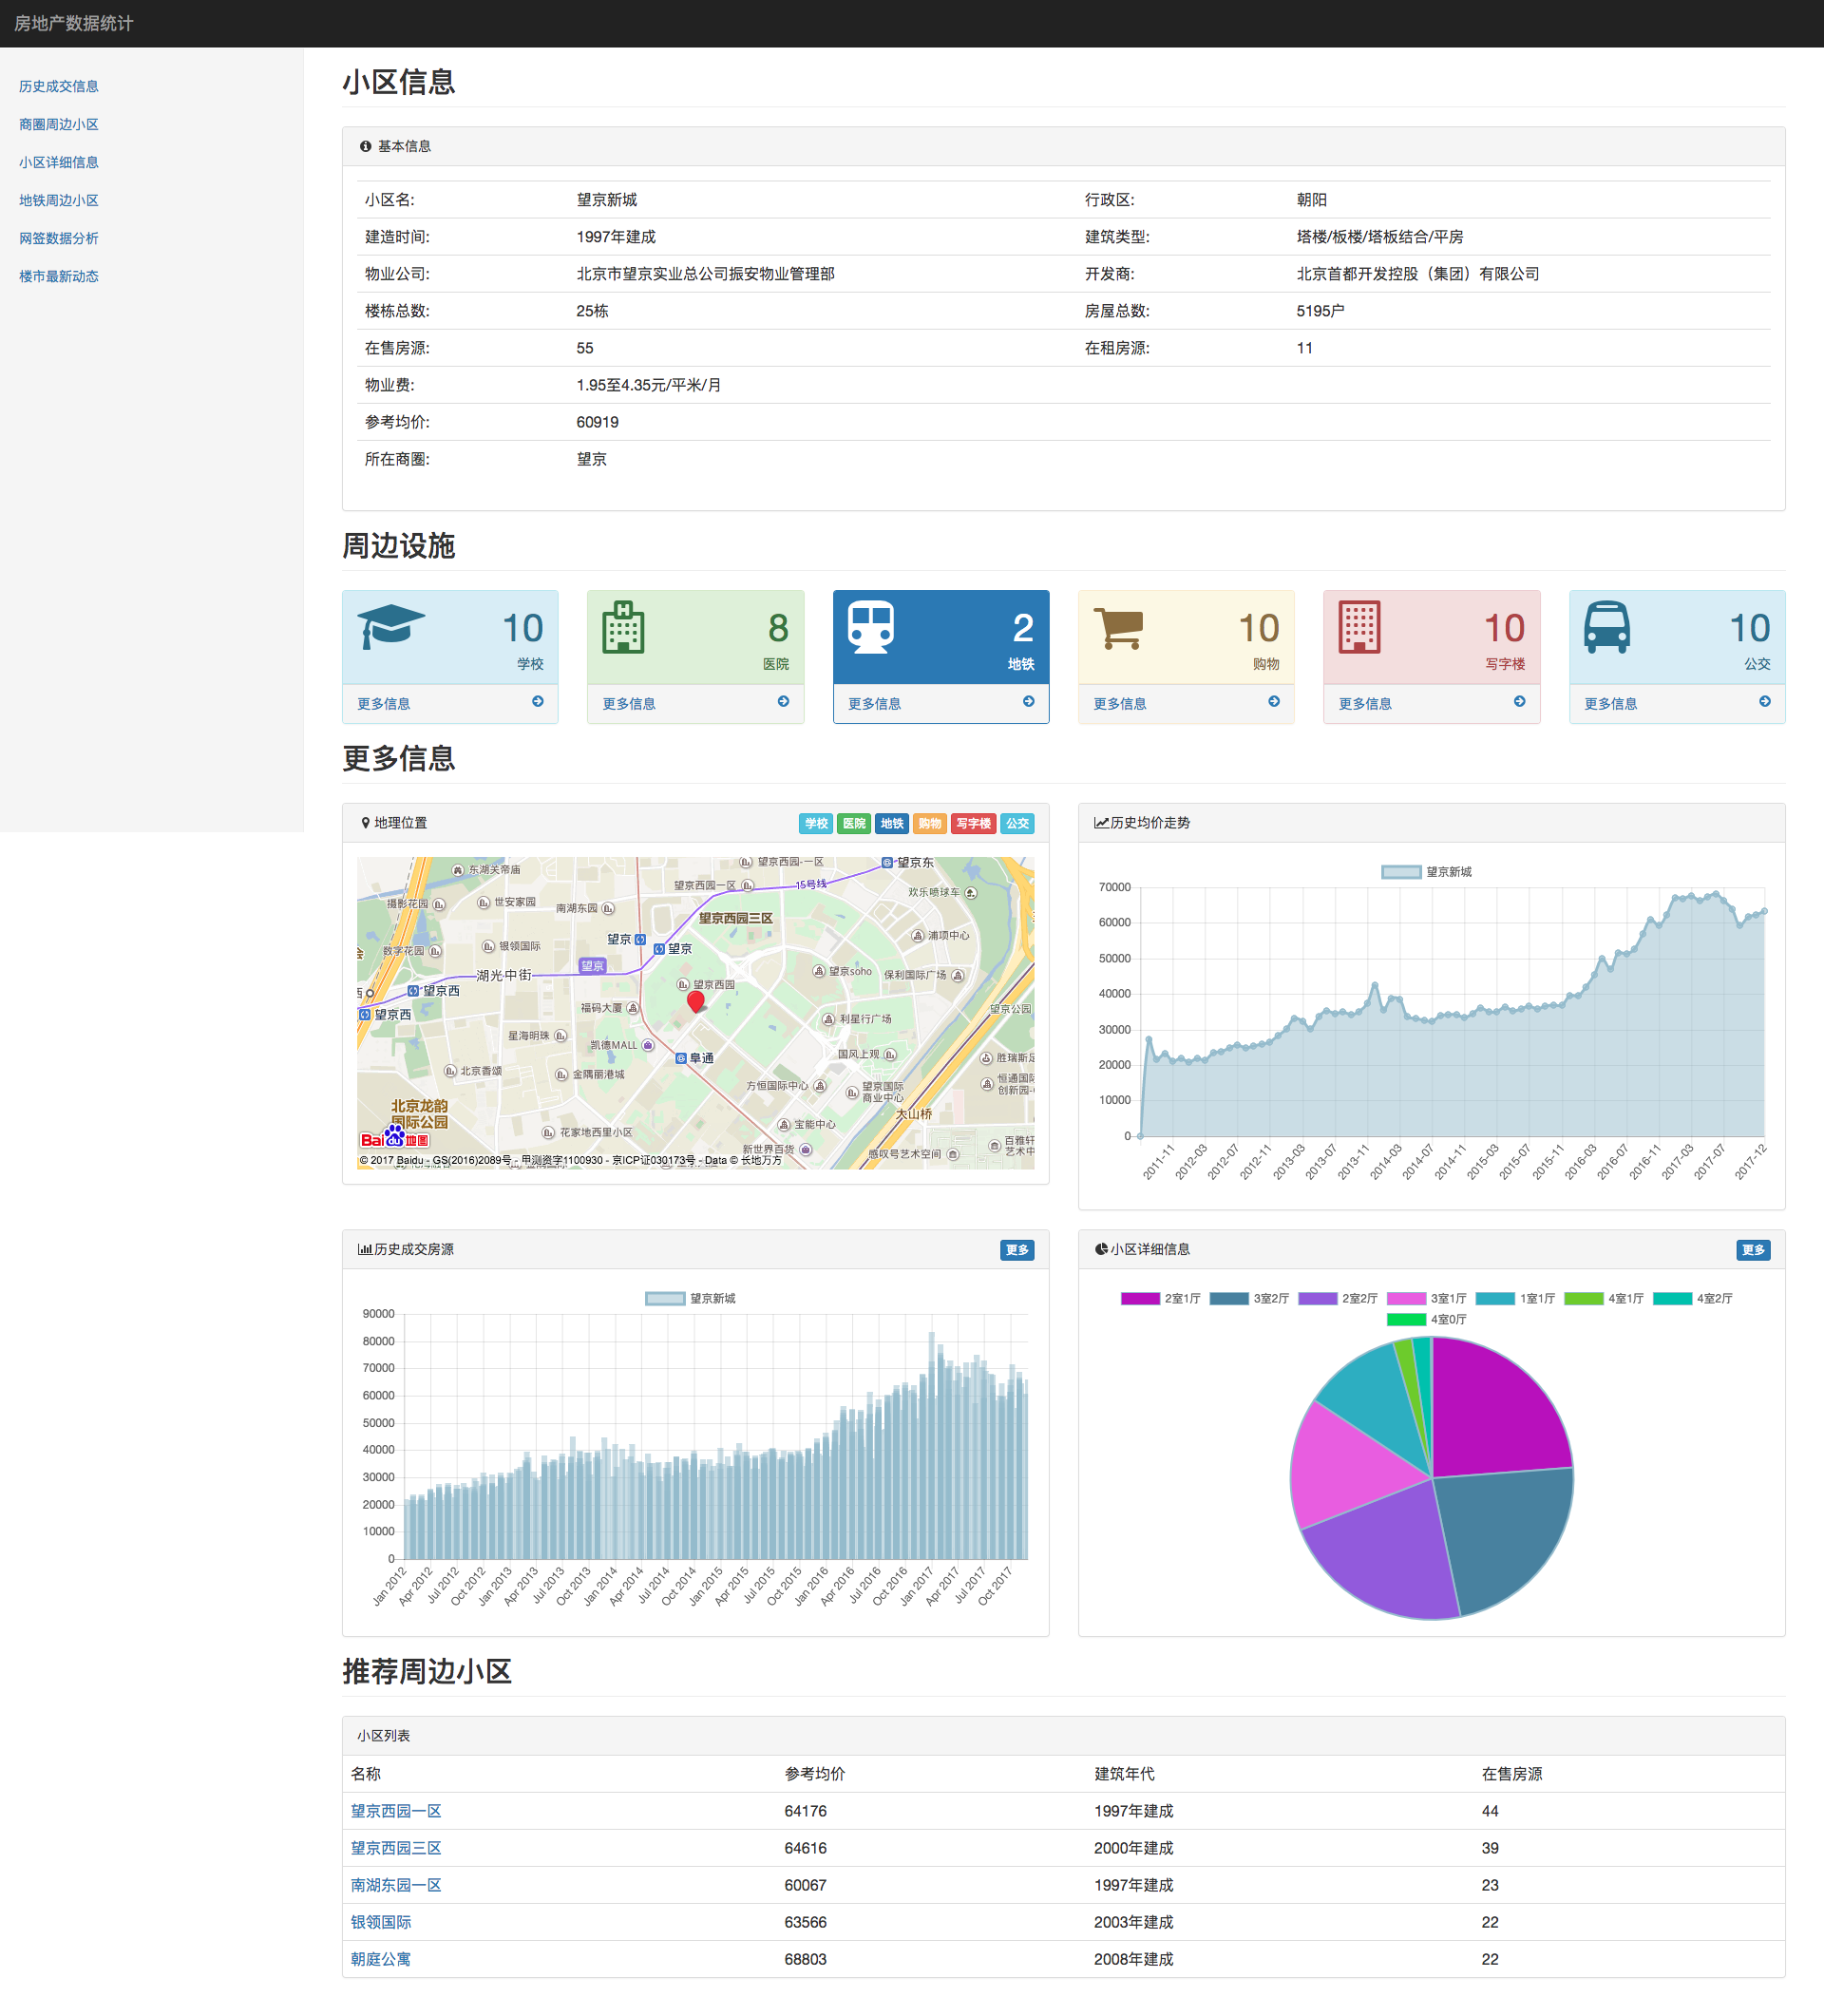 房地产数据统计
历史成交信息
商圈周边小区
小区详细信息
地铁周边小区
网签数据分析
楼市最新动态
小区信息
基本信息
小区名: 望京新城 行政区: 朝阳
建造时间: 1997年建成 建筑类型: 塔楼/板楼/塔板结合/平房
物业公司: 北京市望京实业总公司振安物业管理部 开发商: 北京首都开发控股（集团）有限公司
楼栋总数: 25栋 房屋总数: 5195户
在售房源: 55 在租房源: 11
物业费: 1.95至4.35元/平米/月
参考均价: 60919
所在商圈: 望京
周边设施
10 学校
更多信息
8 医院
更多信息
2 地铁
更多信息
10 购物
更多信息
10 写字楼
更多信息
10 公交
更多信息
更多信息
地理位置 学校 医院 地铁 购物 写字楼 公交
东湖关帝庙
望京西园-一区
望京东
望京西园一区
15号线
欢乐喷球车
摄影花园
世安家园
南湖东园
望京西园三区
浦项中心
数字花园
银领国际
望京
望京
望京
湖光中街
望京soho
保利国际广场
望京西
望京西园
望京西
福码大厦
利星行广场
望京公园
星海明珠
凯德MALL
阜通
国风上观
胜瑞斯足
北京香颂
金隅丽港城
方恒国际中心
望京国际
商业中心
恒通国际
创新园
北京龙韵
国际公园
大山桥
花家地西里小区
宝能中心
新世界百货
感叹号艺术空间
百雅轩
艺术中
Bai du 地图
© 2017 Baidu - GS(2016)2089号 - 甲测资字1100930 - 京ICP证030173号 - Data © 长地万方
历史均价走势
望京新城
70000
60000
50000
40000
30000
20000
10000
0
2011-11 2012-03 2012-07 2012-11 2013-03 2013-07 2013-11 2014-03 2014-07 2014-11 2015-03 2015-07 2015-11 2016-03 2016-07 2016-11 2017-03 2017-07 2017-12
历史成交房源 更多
望京新城
90000
80000
70000
60000
50000
40000
30000
20000
10000
0
Jan 2012 Apr 2012 Jul 2012 Oct 2012 Jan 2013 Apr 2013 Jul 2013 Oct 2013 Jan 2014 Apr 2014 Jul 2014 Oct 2014 Jan 2015 Apr 2015 Jul 2015 Oct 2015 Jan 2016 Apr 2016 Jul 2016 Oct 2016 Jan 2017 Apr 2017 Jul 2017 Oct 2017
小区详细信息 更多
2室1厅 3室2厅 2室2厅 3室1厅 1室1厅 4室1厅 4室2厅
4室0厅
推荐周边小区
小区列表
名称 参考均价 建筑年代 在售房源
望京西园一区 64176 1997年建成 44
望京西园三区 64616 2000年建成 39
南湖东园一区 60067 1997年建成 23
银领国际 63566 2003年建成 22
朝庭公寓 68803 2008年建成 22